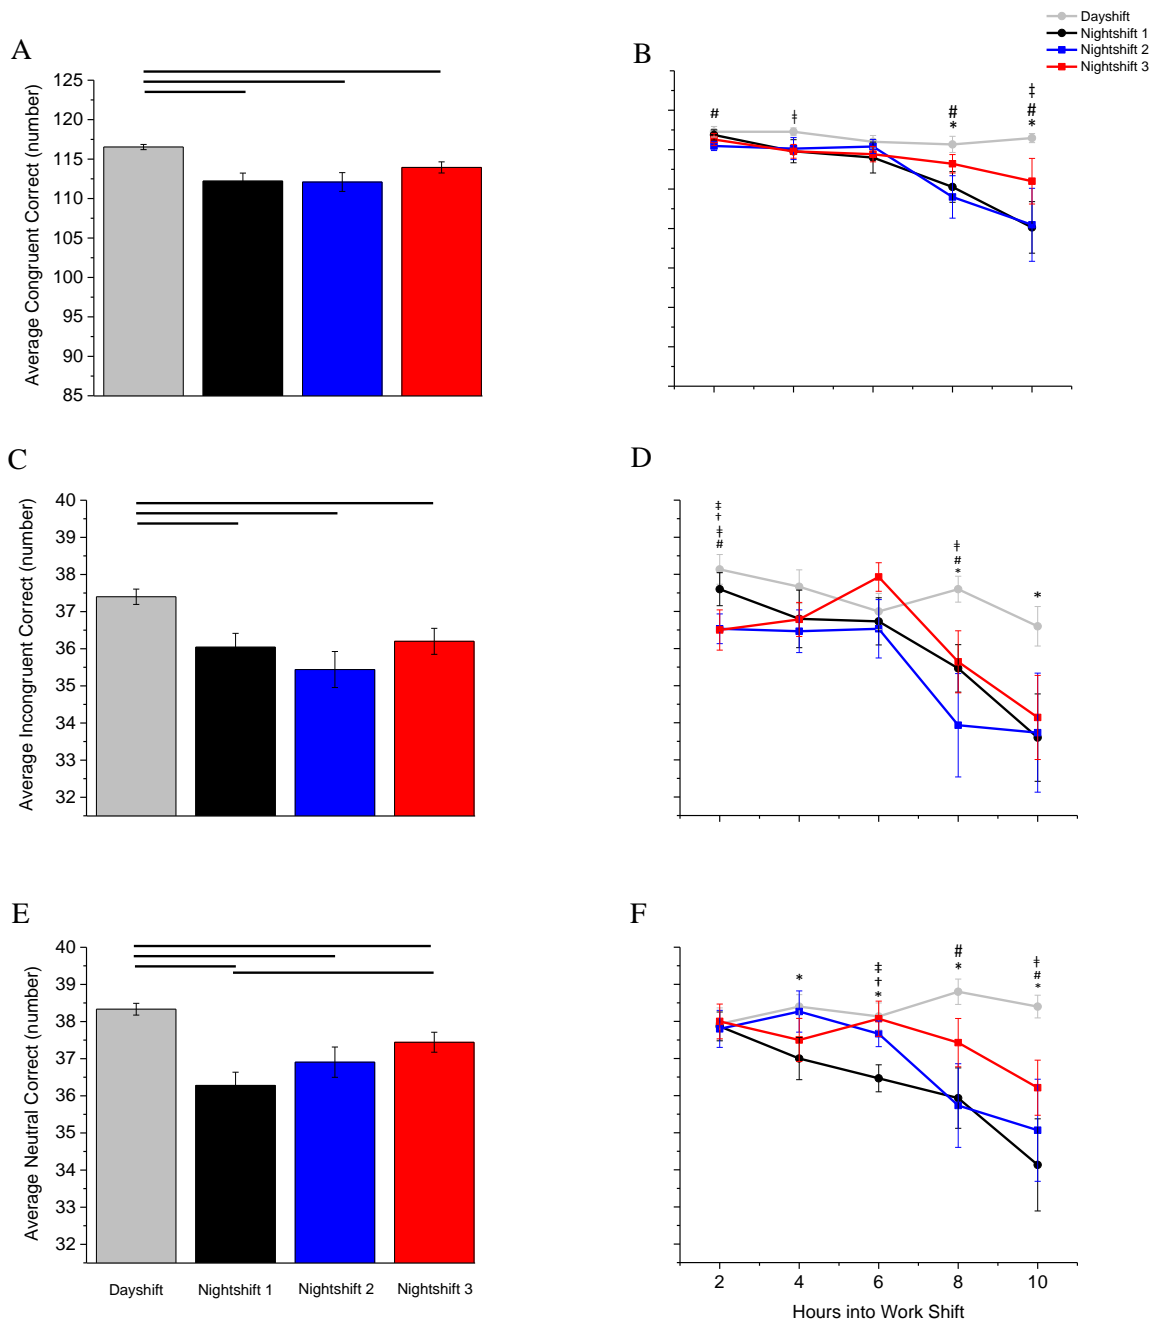 Dayshift
Nightshift 1
Nightshift 2
Nightshift 3
A
Average Congruent Correct (number)
125
120
115
110
105
100
95
90
85
B
#
ǂ
#
*
‡
#
*
C
Average Incongruent Correct (number)
40
39
38
37
36
35
34
33
32
D
‡
†
ǂ
#
ǂ
#
*
*
E
Average Neutral Correct (number)
40
39
38
37
36
35
34
33
32
Dayshift Nightshift 1 Nightshift 2 Nightshift 3
F
*
‡
†
*
#
*
ǂ
#
*
2 4 6 8 10
Hours into Work Shift